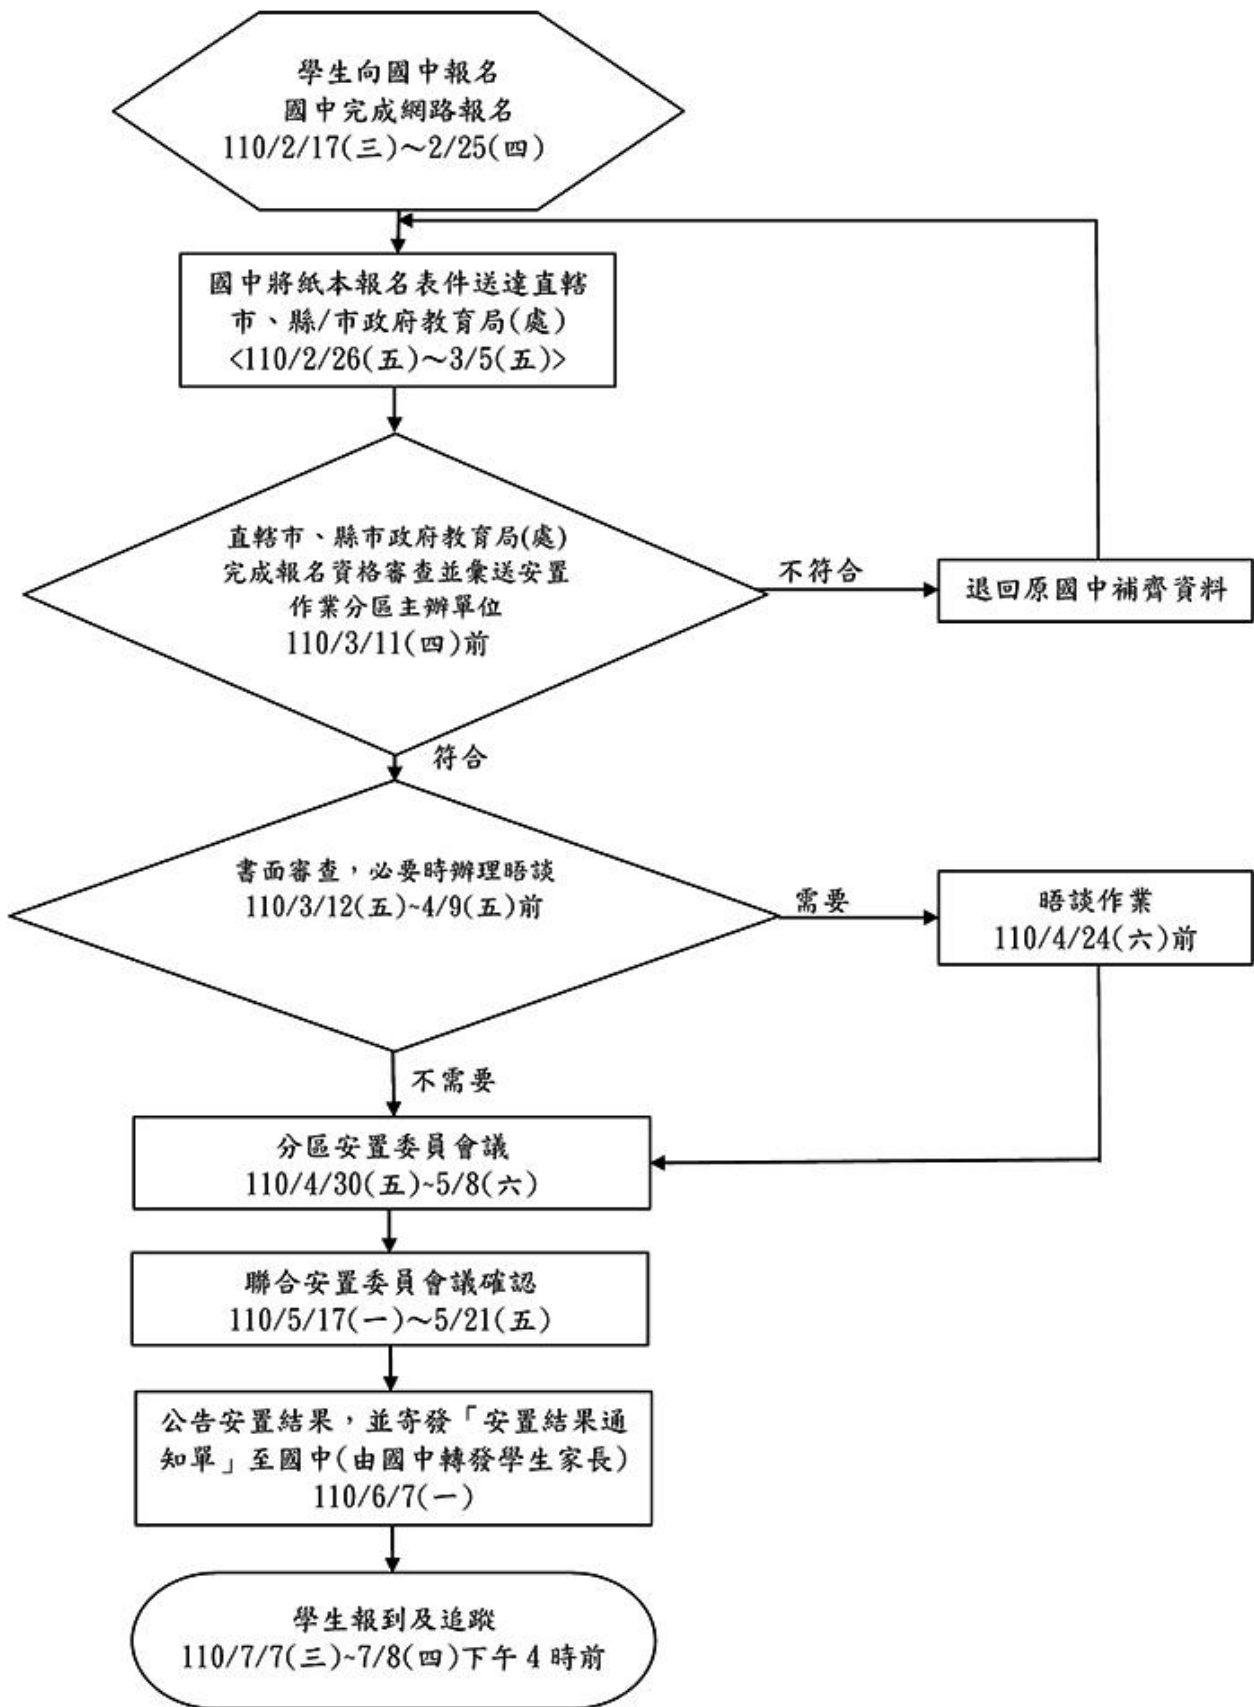 學生向國中報名
國中完成網路報名
110/2/17(三)～2/25(四)
國中將紙本報名表件送達直轄
市、縣/市政府教育局(處)
<110/2/26(五)～3/5(五)>
直轄市、縣市政府教育局(處)
完成報名資格審查並彙送安置
作業分區主辦單位
110/3/11(四)前
不符合
退回原國中補齊資料
符合
書面審查，必要時辦理晤談
110/3/12(五)~4/9(五)前
需要
晤談作業
110/4/24(六)前
不需要
分區安置委員會議
110/4/30(五)~5/8(六)
聯合安置委員會議確認
110/5/17(一)～5/21(五)
公告安置結果，並寄發「安置結果通
知單」至國中(由國中轉發學生家長)
110/6/7(一)
學生報到及追蹤
110/7/7(三)~7/8(四)下午 4 時前